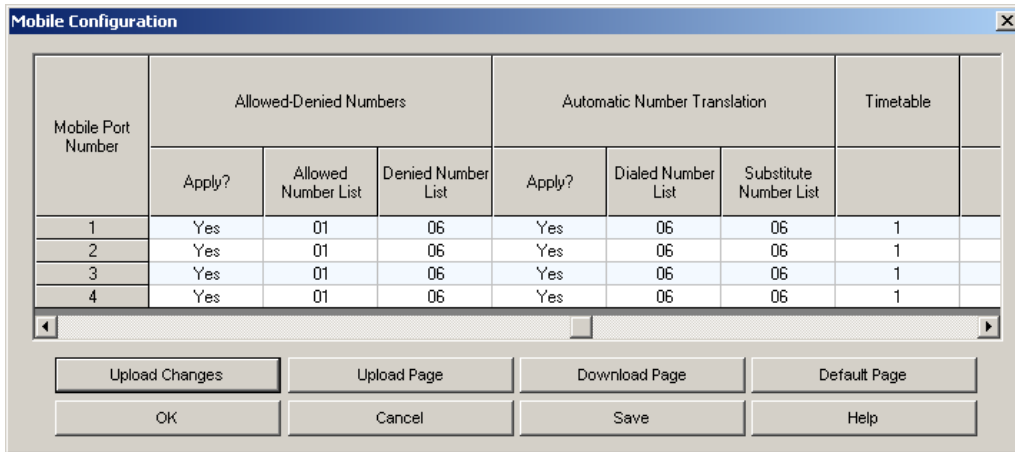 Mobile Configuration
Mobile Port
Number
Allowed-Denied Numbers
Automatic Number Translation
Timetable
Apply?
Allowed
Number List
Denied Number
List
Apply?
Dialed Number
List
Substitute
Number List
1 Yes 01 06 Yes 06 06 1
2 Yes 01 06 Yes 06 06 1
3 Yes 01 06 Yes 06 06 1
4 Yes 01 06 Yes 06 06 1
Upload Changes Upload Page Download Page Default Page
OK Cancel Save Help